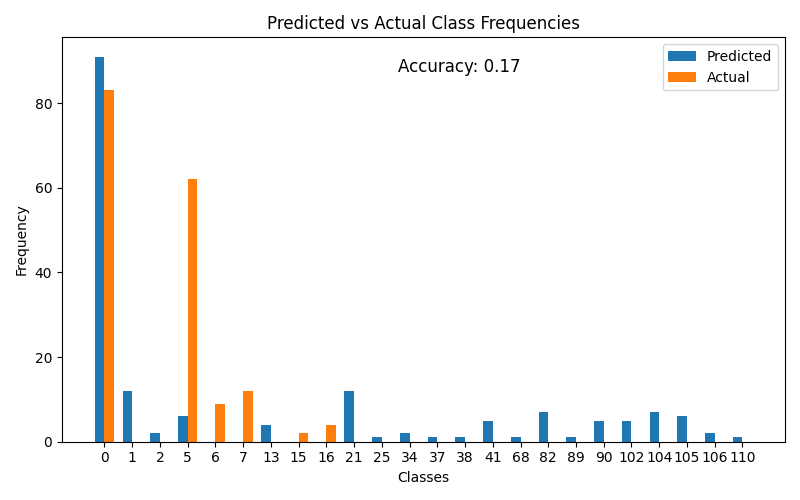 Predicted vs Actual Class Frequencies
Accuracy: 0.17
Predicted
Actual
Frequency
80
60
40
20
0
0 1 2 5 6 7 13 15 16 21 25 34 37 38 41 68 82 89 90 102 104 105 106 110
Classes